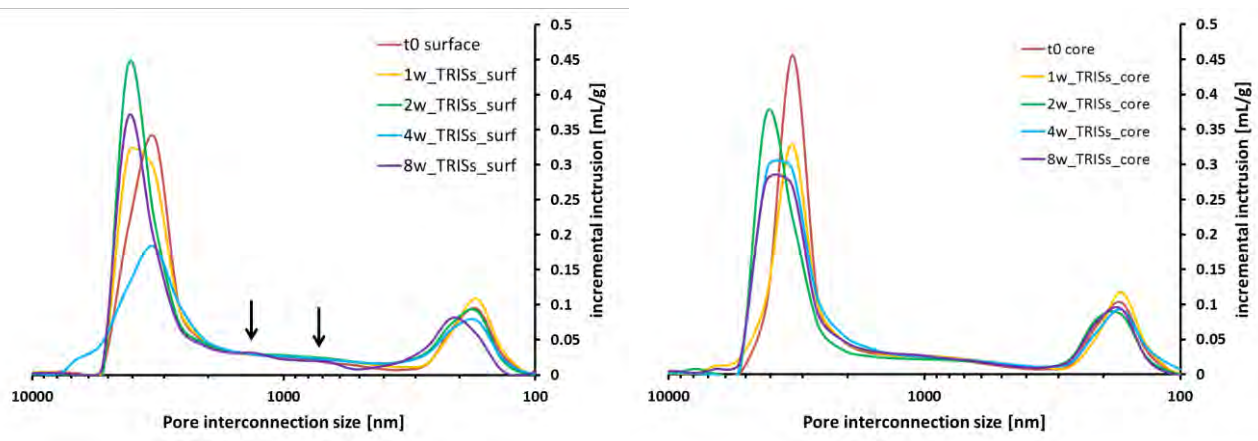 t0 surface
1w_TRISs_surf
2w_TRISs_surf
4w_TRISs_surf
8w_TRISs_surf
0.5
0.45
0.4
0.35
0.3
0.25
0.2
0.15
0.1
0.05
0
incremental inctrusion [mL/g]
10000
1000
100
Pore interconnection size [nm]
t0 core
1w_TRISs_core
2w_TRISs_core
4w_TRISs_core
8w_TRISs_core
0.5
0.45
0.4
0.35
0.3
0.25
0.2
0.15
0.1
0.05
0
incremental inctrusion [mL/g]
10000
1000
100
Pore interconnection size [nm]